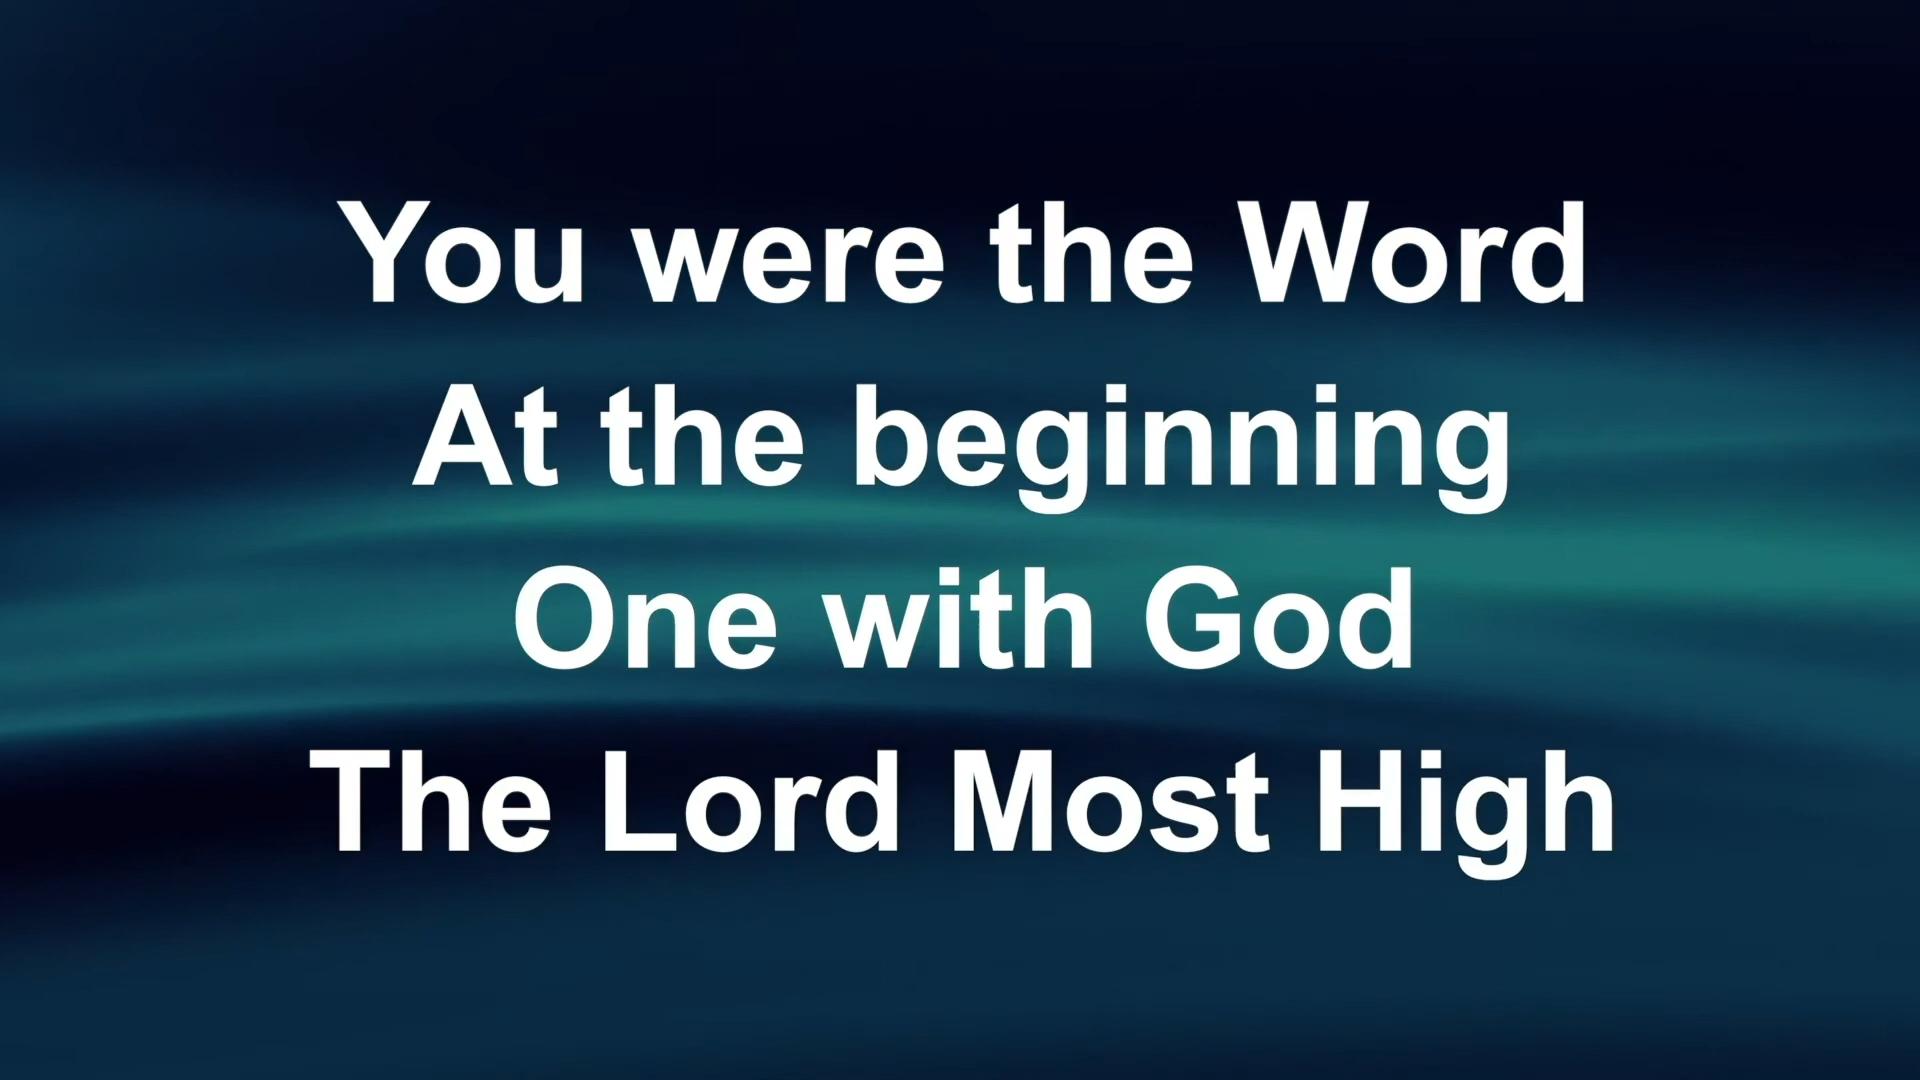 You were the Word
At the beginning
One with God
The Lord Most High